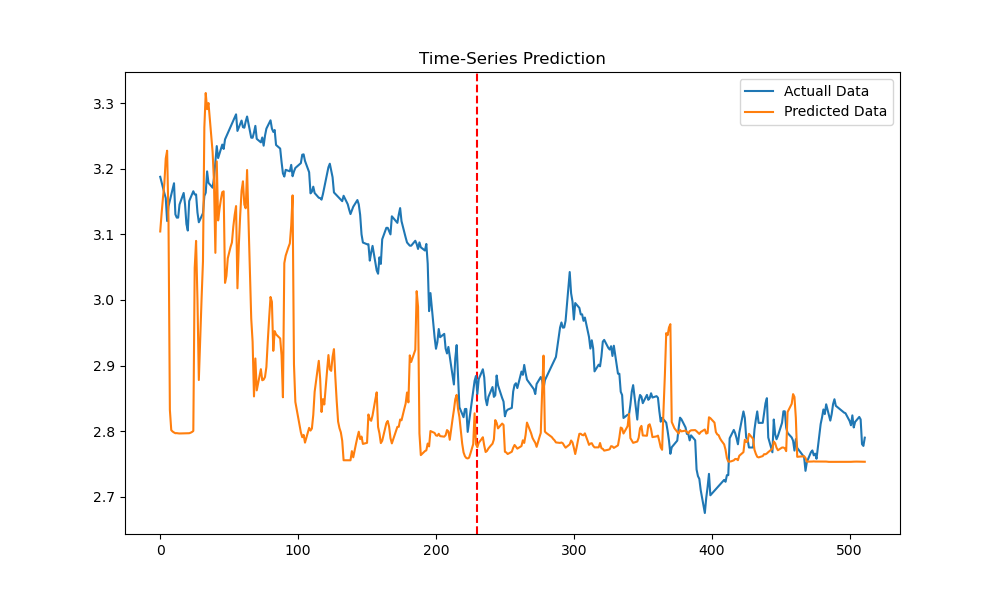 Time-Series Prediction
Actuall Data
Predicted Data
3.3
3.2
3.1
3.0
2.9
2.8
2.7
0 100 200 300 400 500